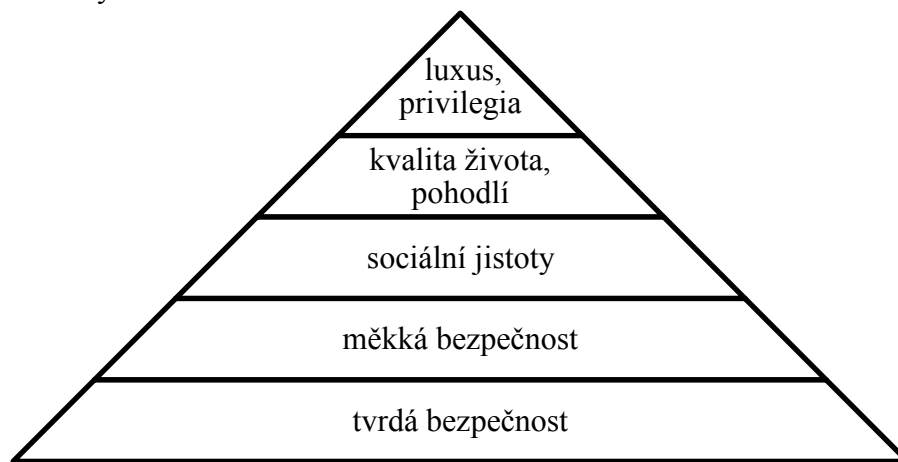 luxus,
privilegia
kvalita života,
pohodlí
sociální jistoty
měkká bezpečnost
tvrdá bezpečnost